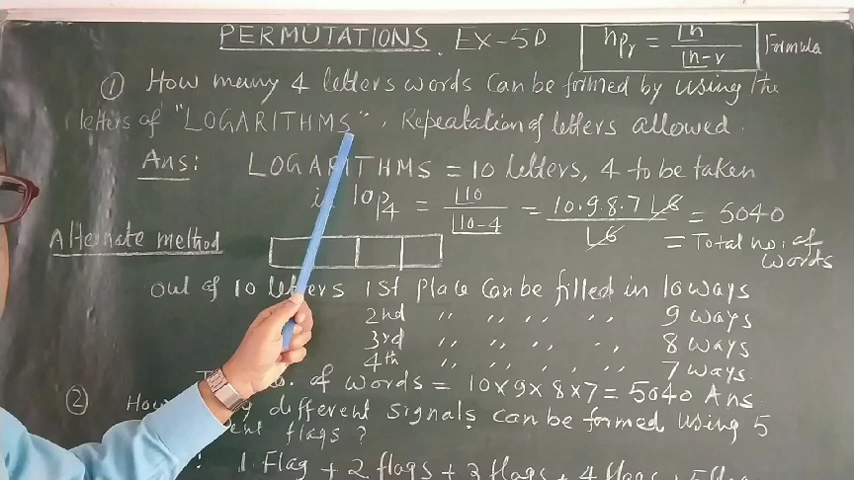 PERMUTATIONS. EX-5D
nPr = ⌊n / ⌊n-r Formula
① How many 4 letters words can be formed by using the
letters of "LOGARITHMS", Repeatation of letters allowed.
Ans: LOGARITHMS = 10 letters, 4 to be taken
10P4 = ⌊10 / ⌊10-4 = 10.9.8.7 ⌊6 / ⌊6 = 5040
Alternate method = Total no. of
words
out of 10 letters 1st place can be filled in 10 ways
2nd " " " " " 9 ways
3rd " " " " " 8 ways
4th " " " " " 7 ways.
of words = 10×9×8×7 = 5040 Ans
② different signals can be formed using 5
flags?
1 Flag + 2 flags + 3 flags + 4 flags +